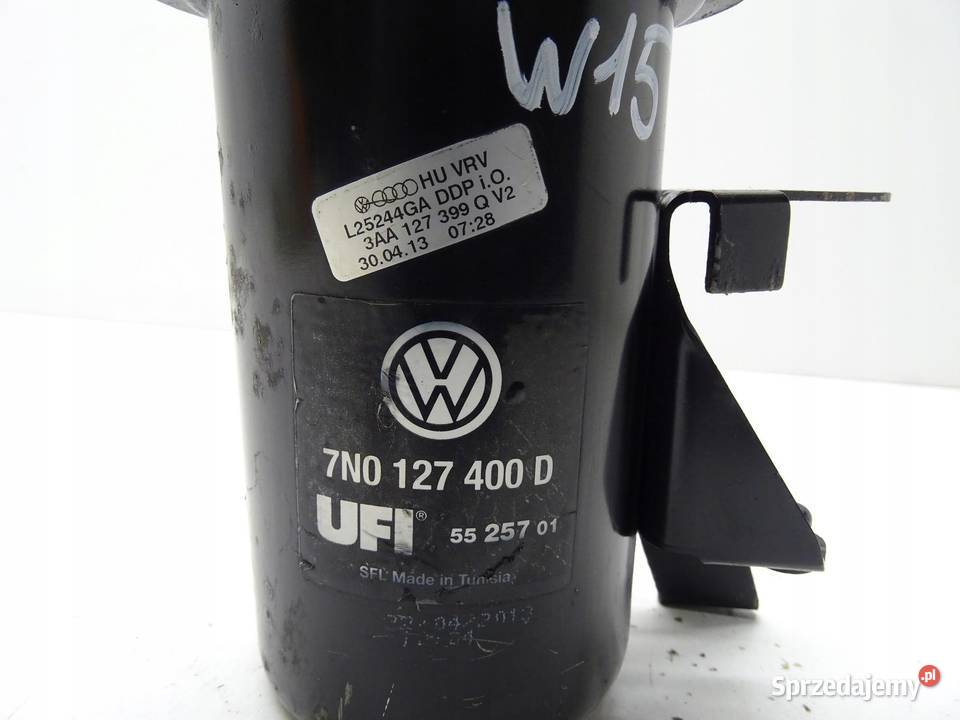 W15
HU VRV
L25244GA DDP i.O.
3AA 127 399 Q V2
30.04.13 07:28
7N0 127 400 D
UFI® 55 257 01
SFL Made in Tunisia
Sprzedajemy.pl